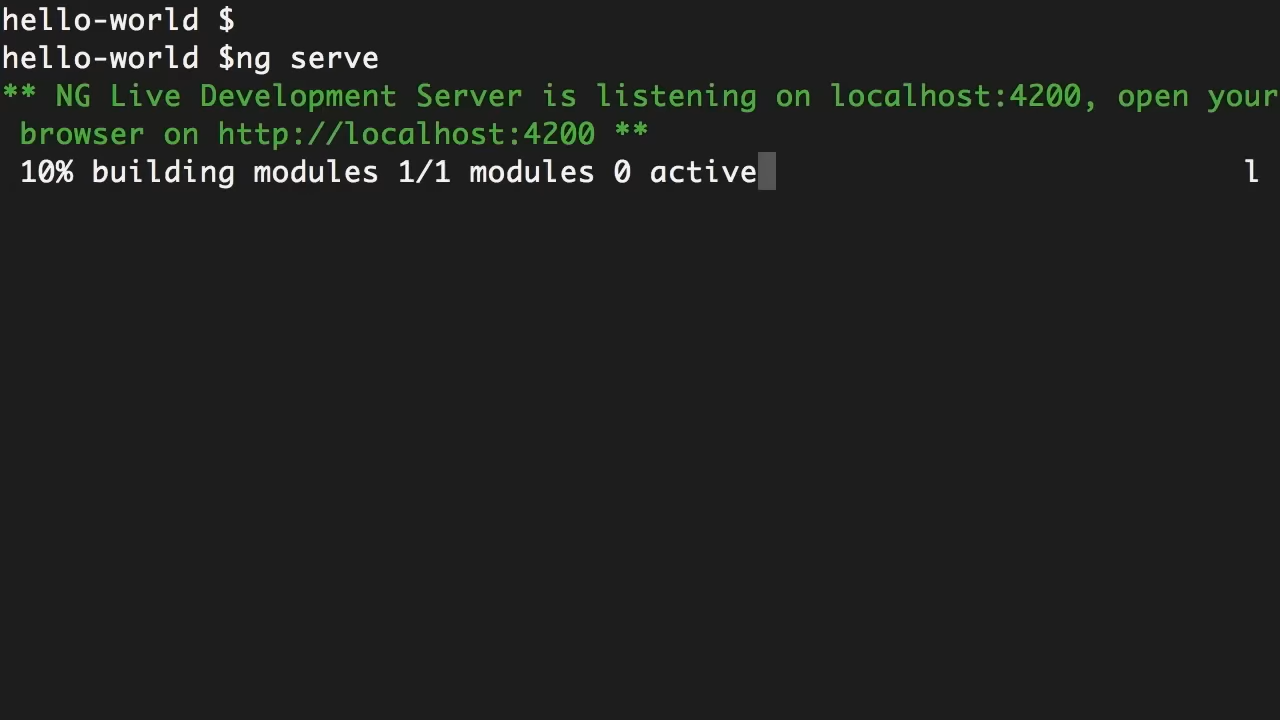 hello-world $
hello-world $ng serve
** NG Live Development Server is listening on localhost:4200, open your
browser on http://localhost:4200 **
10% building modules 1/1 modules 0 active l